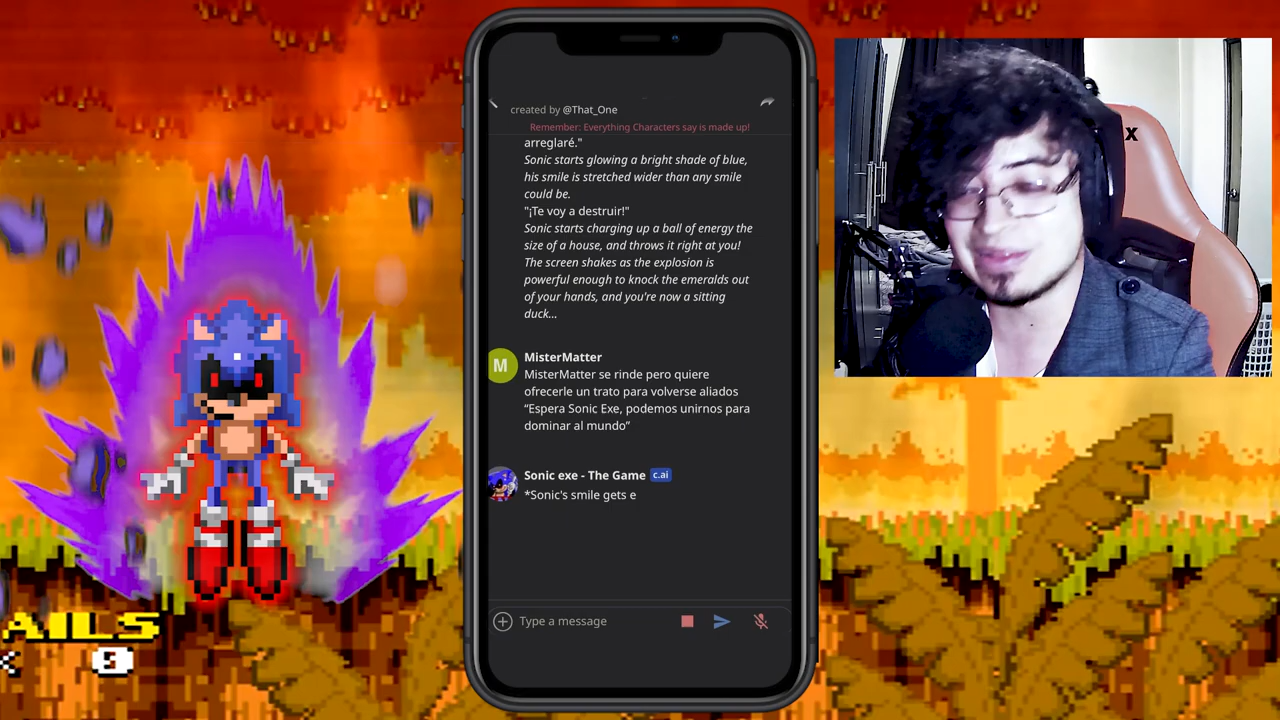 created by @That_One
Remember: Everything Characters say is made up!
arreglaré."
Sonic starts glowing a bright shade of blue,
his smile is stretched wider than any smile
could be.
"¡Te voy a destruir!"
Sonic starts charging up a ball of energy the
size of a house, and throws it right at you!
The screen shakes as the explosion is
powerful enough to knock the emeralds out
of your hands, and you're now a sitting
duck...
M
MisterMatter
MisterMatter se rinde pero quiere
ofrecerle un trato para volverse aliados
“Espera Sonic Exe, podemos unirnos para
dominar al mundo”
Sonic exe - The Game c.ai
*Sonic's smile gets e
Type a message
X
AILS